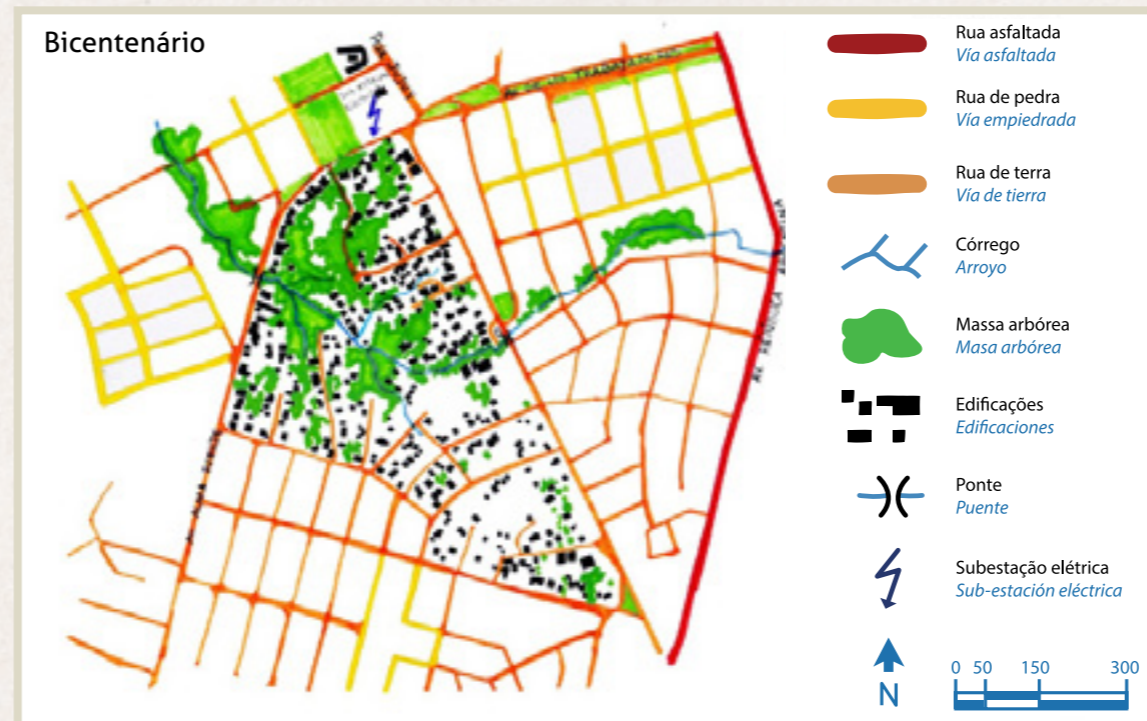 Bicentenário
Rua asfaltada
Vía asfaltada
Rua de pedra
Vía empiedrada
Rua de terra
Vía de tierra
Córrego
Arroyo
Massa arbórea
Masa arbórea
Edificações
Edificaciones
Ponte
Puente
Subestação elétrica
Sub-estación eléctrica
N
0 50 150 300